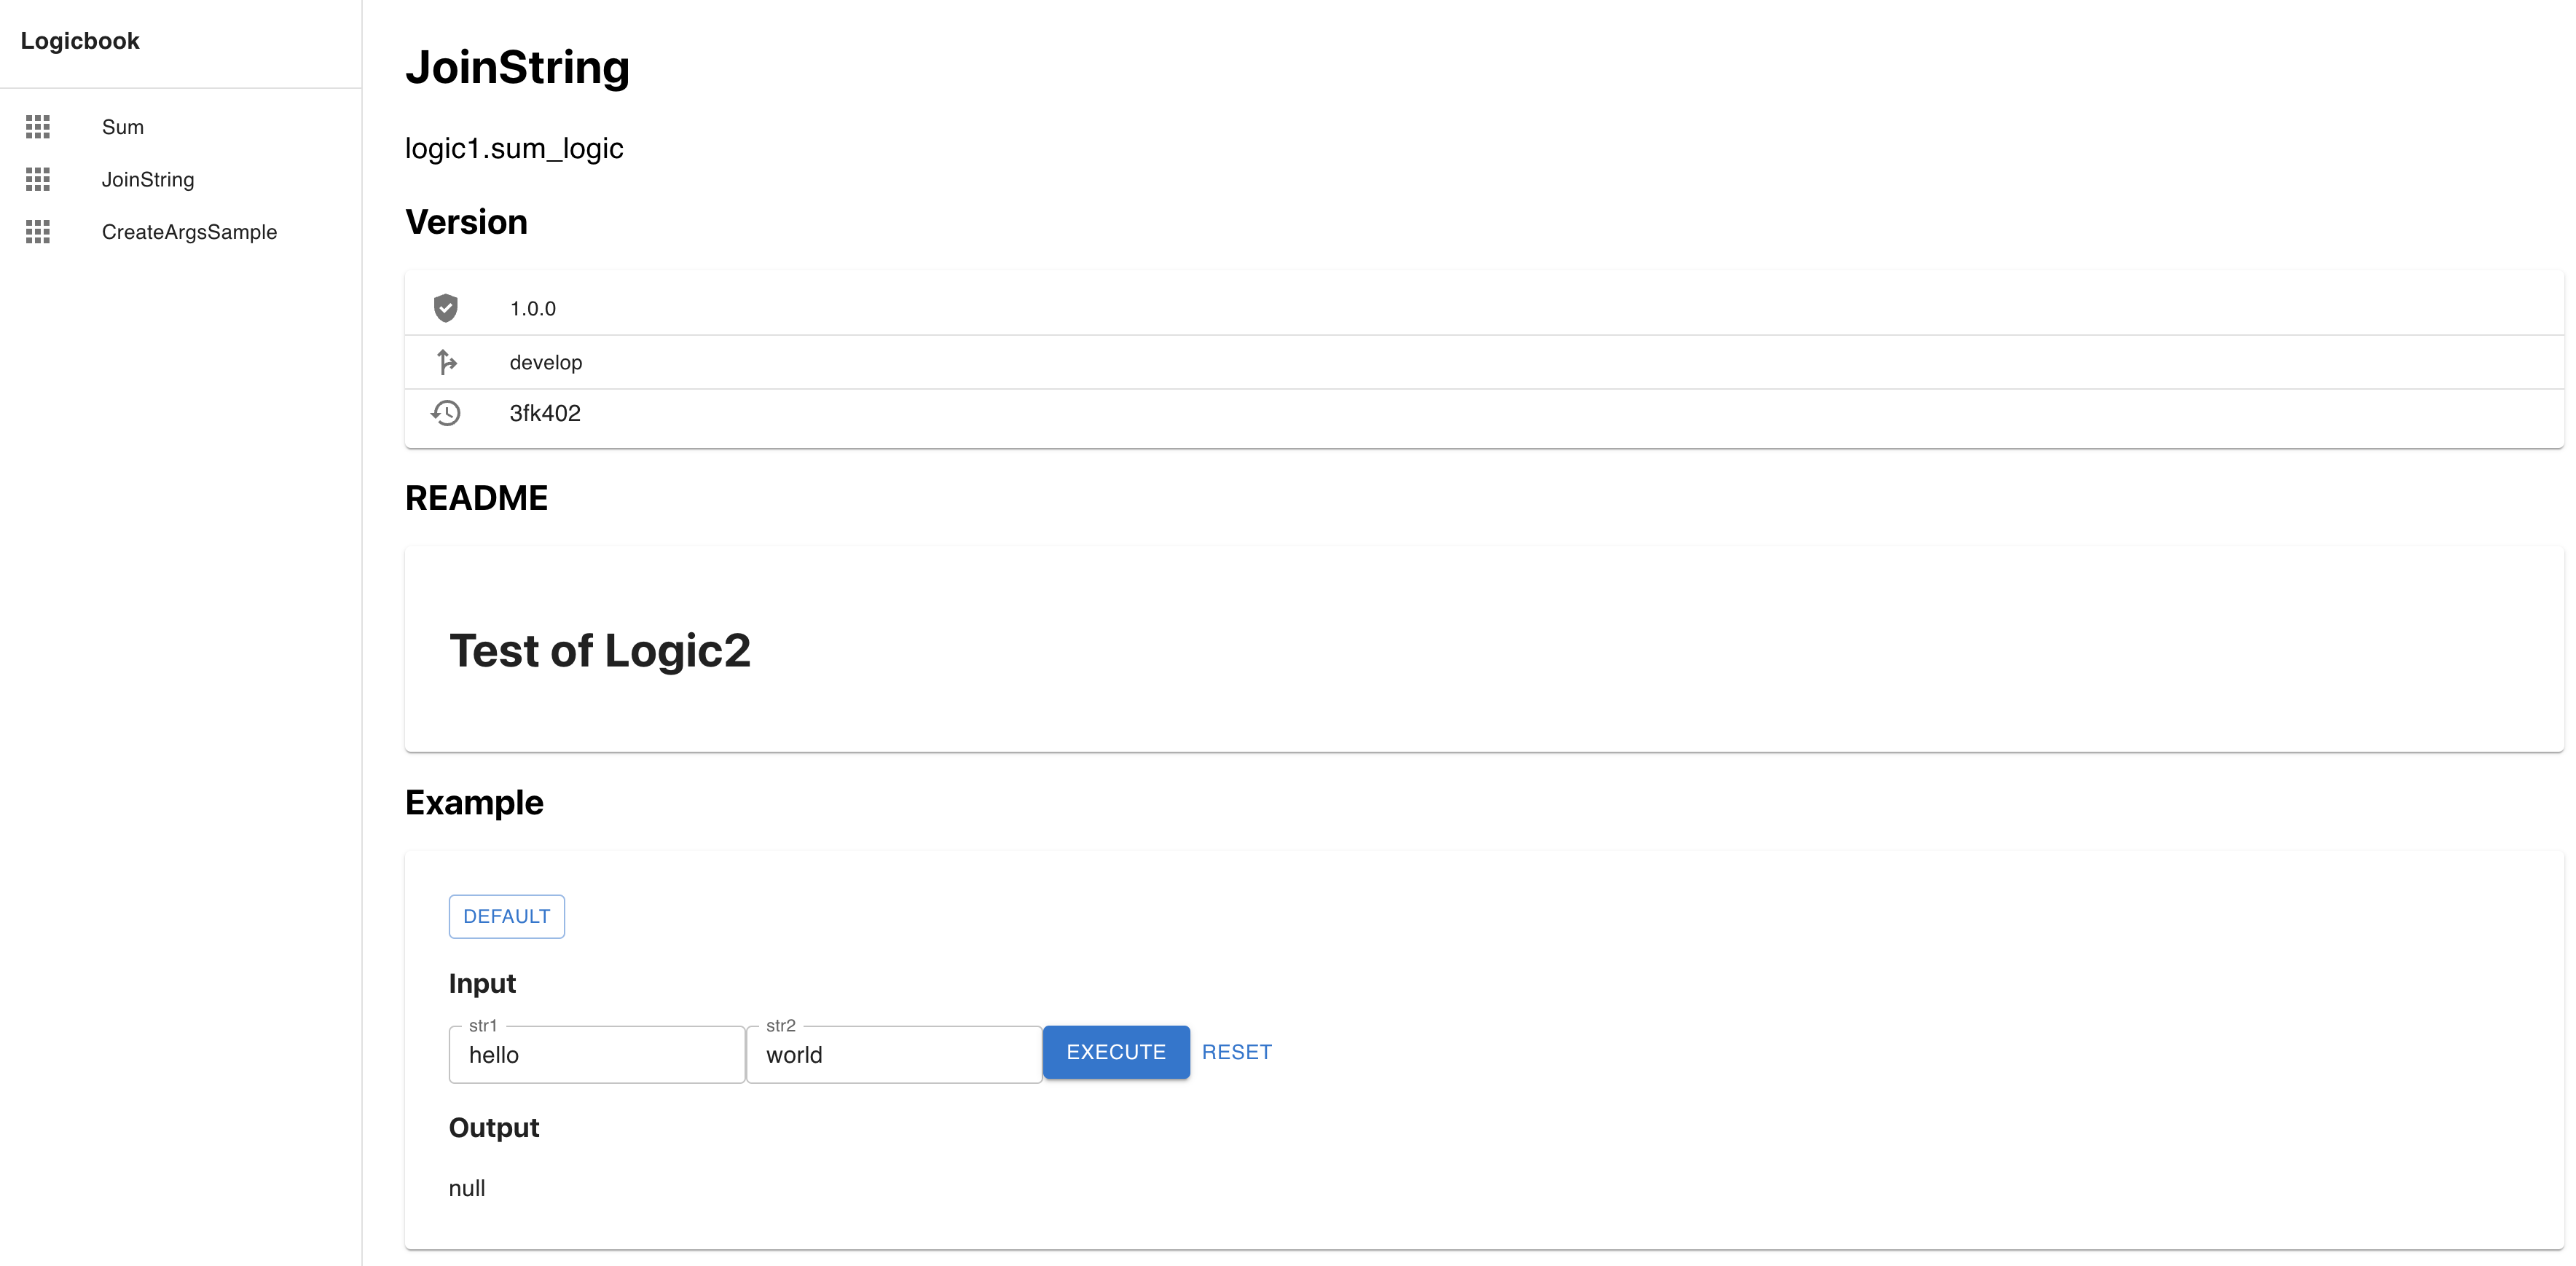 Logicbook
Sum
JoinString
CreateArgsSample
JoinString
logic1.sum_logic
Version
1.0.0
develop
3fk402
README
Test of Logic2
Example
DEFAULT
Input
str1 str2
hello world EXECUTE RESET
Output
null